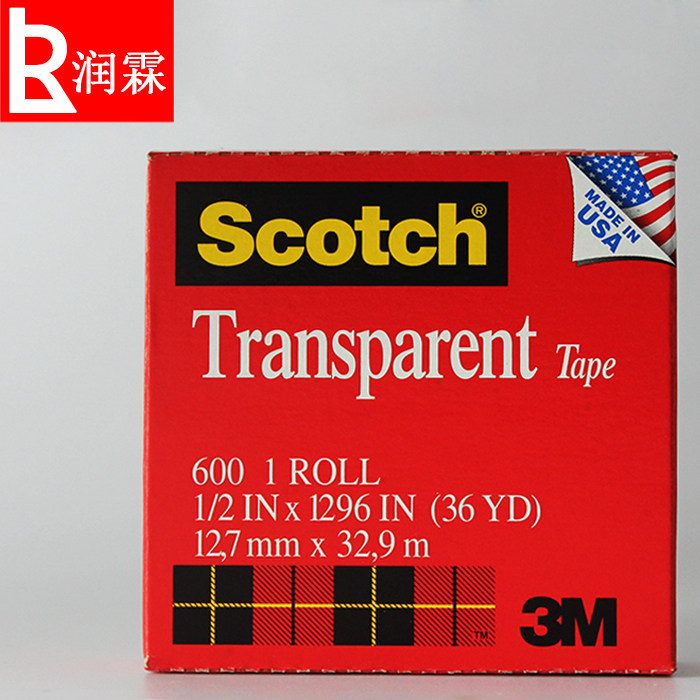 R 润霖
Scotch®
MADE IN
USA
Transparent Tape
600 1 ROLL
1/2 IN x 1296 IN (36 YD)
12,7 mm x 32,9 m
TM
3M